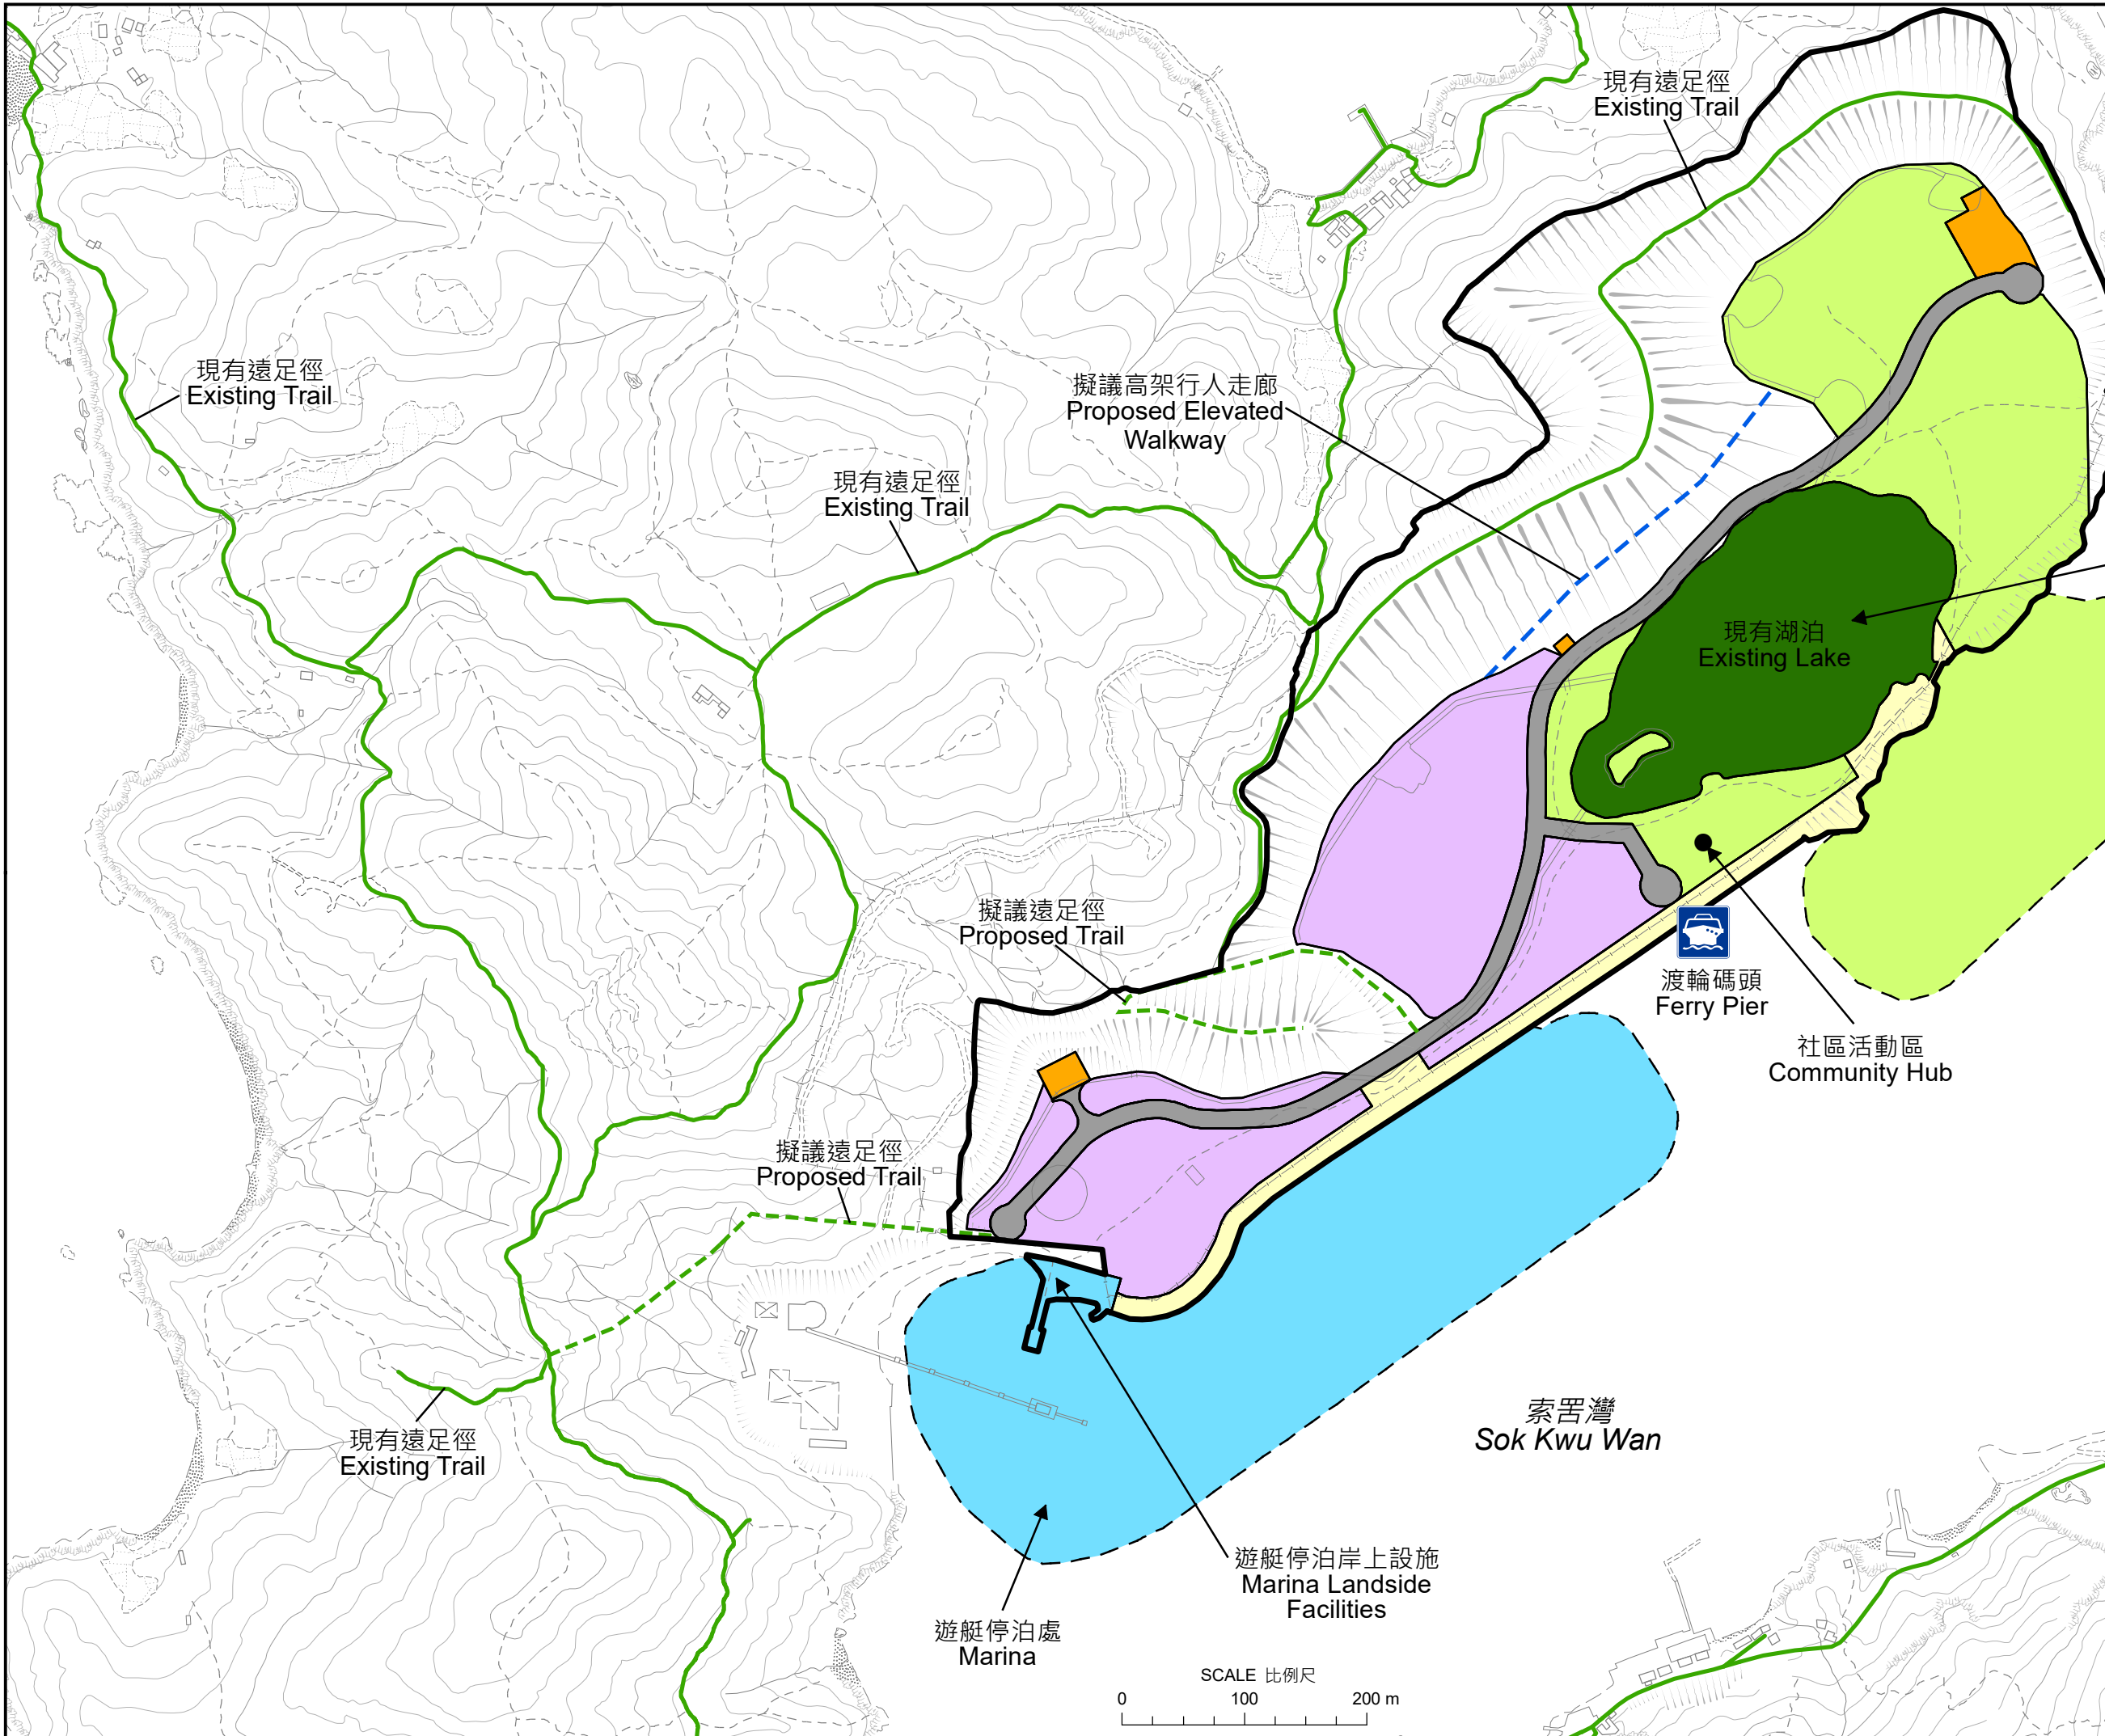 現有遠足徑
Existing Trail
現有遠足徑
Existing Trail
擬議高架行人走廊
Proposed Elevated
Walkway
現有遠足徑
Existing Trail
現有湖泊
Existing Lake
擬議遠足徑
Proposed Trail
渡輪碼頭
Ferry Pier
社區活動區
Community Hub
擬議遠足徑
Proposed Trail
現有遠足徑
Existing Trail
索罟灣
Sok Kwu Wan
遊艇停泊岸上設施
Marina Landside
Facilities
遊艇停泊處
Marina
SCALE 比例尺
0 100 200 m